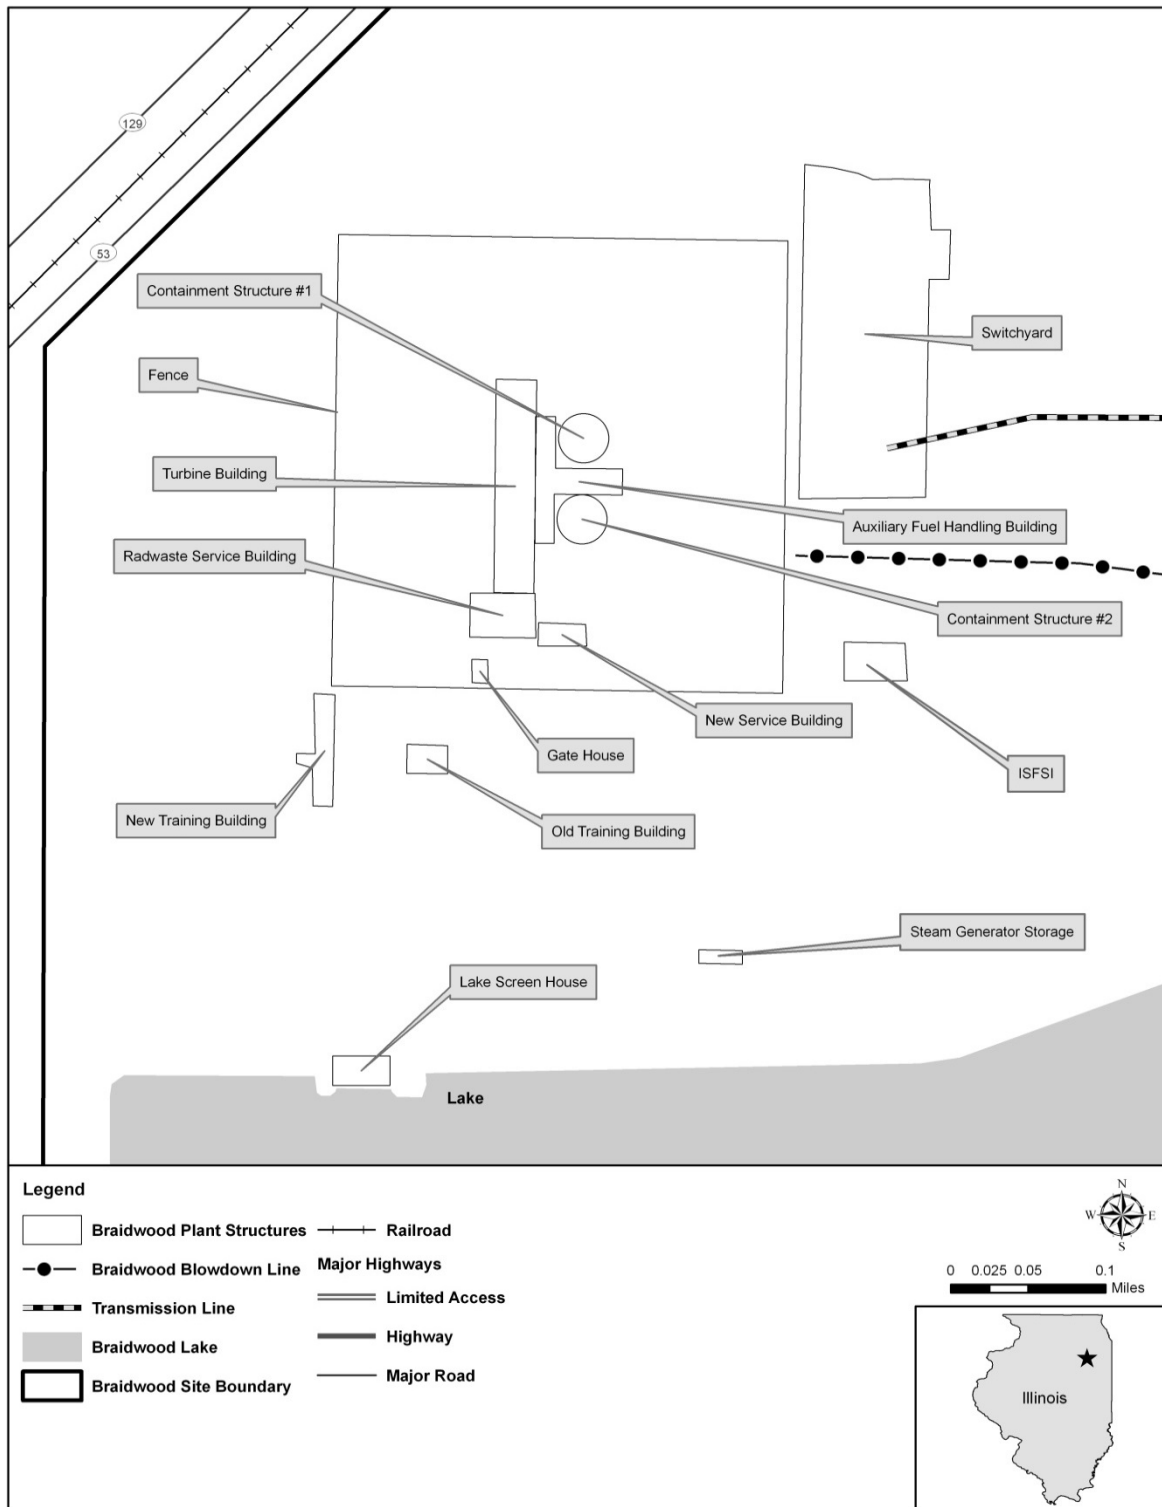 129
53
Containment Structure #1
Switchyard
Fence
Turbine Building
Auxiliary Fuel Handling Building
Radwaste Service Building
Containment Structure #2
New Service Building
Gate House
ISFSI
New Training Building
Old Training Building
Steam Generator Storage
Lake Screen House
Lake
Legend
Braidwood Plant Structures
Braidwood Blowdown Line
Transmission Line
Braidwood Lake
Braidwood Site Boundary
Railroad
Major Highways
Limited Access
Highway
Major Road
N
W E
S
0 0.025 0.05 0.1
Miles
Illinois